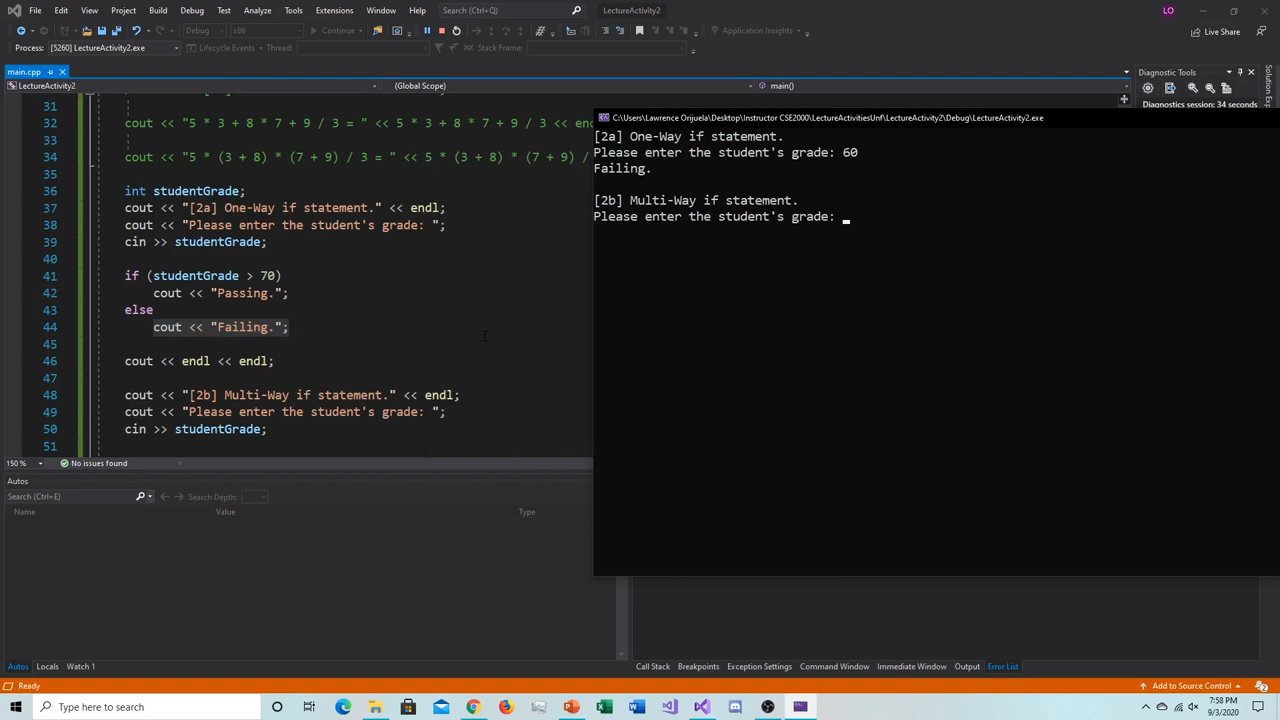 File Edit View Project Build Debug Test Analyze Tools Extensions Window Help Search (Ctrl+Q) LectureActivity2 LO
Debug x86 Continue Application Insights Live Share
Process: [5260] LectureActivity2.exe Lifecycle Events Thread: Stack Frame:
main.cpp Diagnostic Tools
LectureActivity2 (Global Scope) main()
Diagnostic session: 34 seconds
31
32 cout << "5 * 3 + 8 * 7 + 9 / 3 = " << 5 * 3 + 8 * 7 + 9 / 3 << en
33
34 cout << "5 * (3 + 8) * (7 + 9) / 3 = " << 5 * (3 + 8) * (7 + 9) /
35
36 int studentGrade;
37 cout << "[2a] One-Way if statement." << endl;
38 cout << "Please enter the student's grade: ";
39 cin >> studentGrade;
40
41 if (studentGrade > 70)
42 cout << "Passing.";
43 else
44 cout << "Failing.";
45
46 cout << endl << endl;
47
48 cout << "[2b] Multi-Way if statement." << endl;
49 cout << "Please enter the student's grade: ";
50 cin >> studentGrade;
51
150 % No issues found
C:\Users\Lawrence Orijuela\Desktop\Instructor CSE2000\LectureActivitiesUnf\LectureActivity2\Debug\LectureActivity2.exe
[2a] One-Way if statement.
Please enter the student's grade: 60
Failing.
[2b] Multi-Way if statement.
Please enter the student's grade:
Autos
Search (Ctrl+E) Search Depth:
Name Value Type
Autos Locals Watch 1 Call Stack Breakpoints Exception Settings Command Window Immediate Window Output Error List
Ready Add to Source Control 2
Type here to search
7:58 PM
9/3/2020